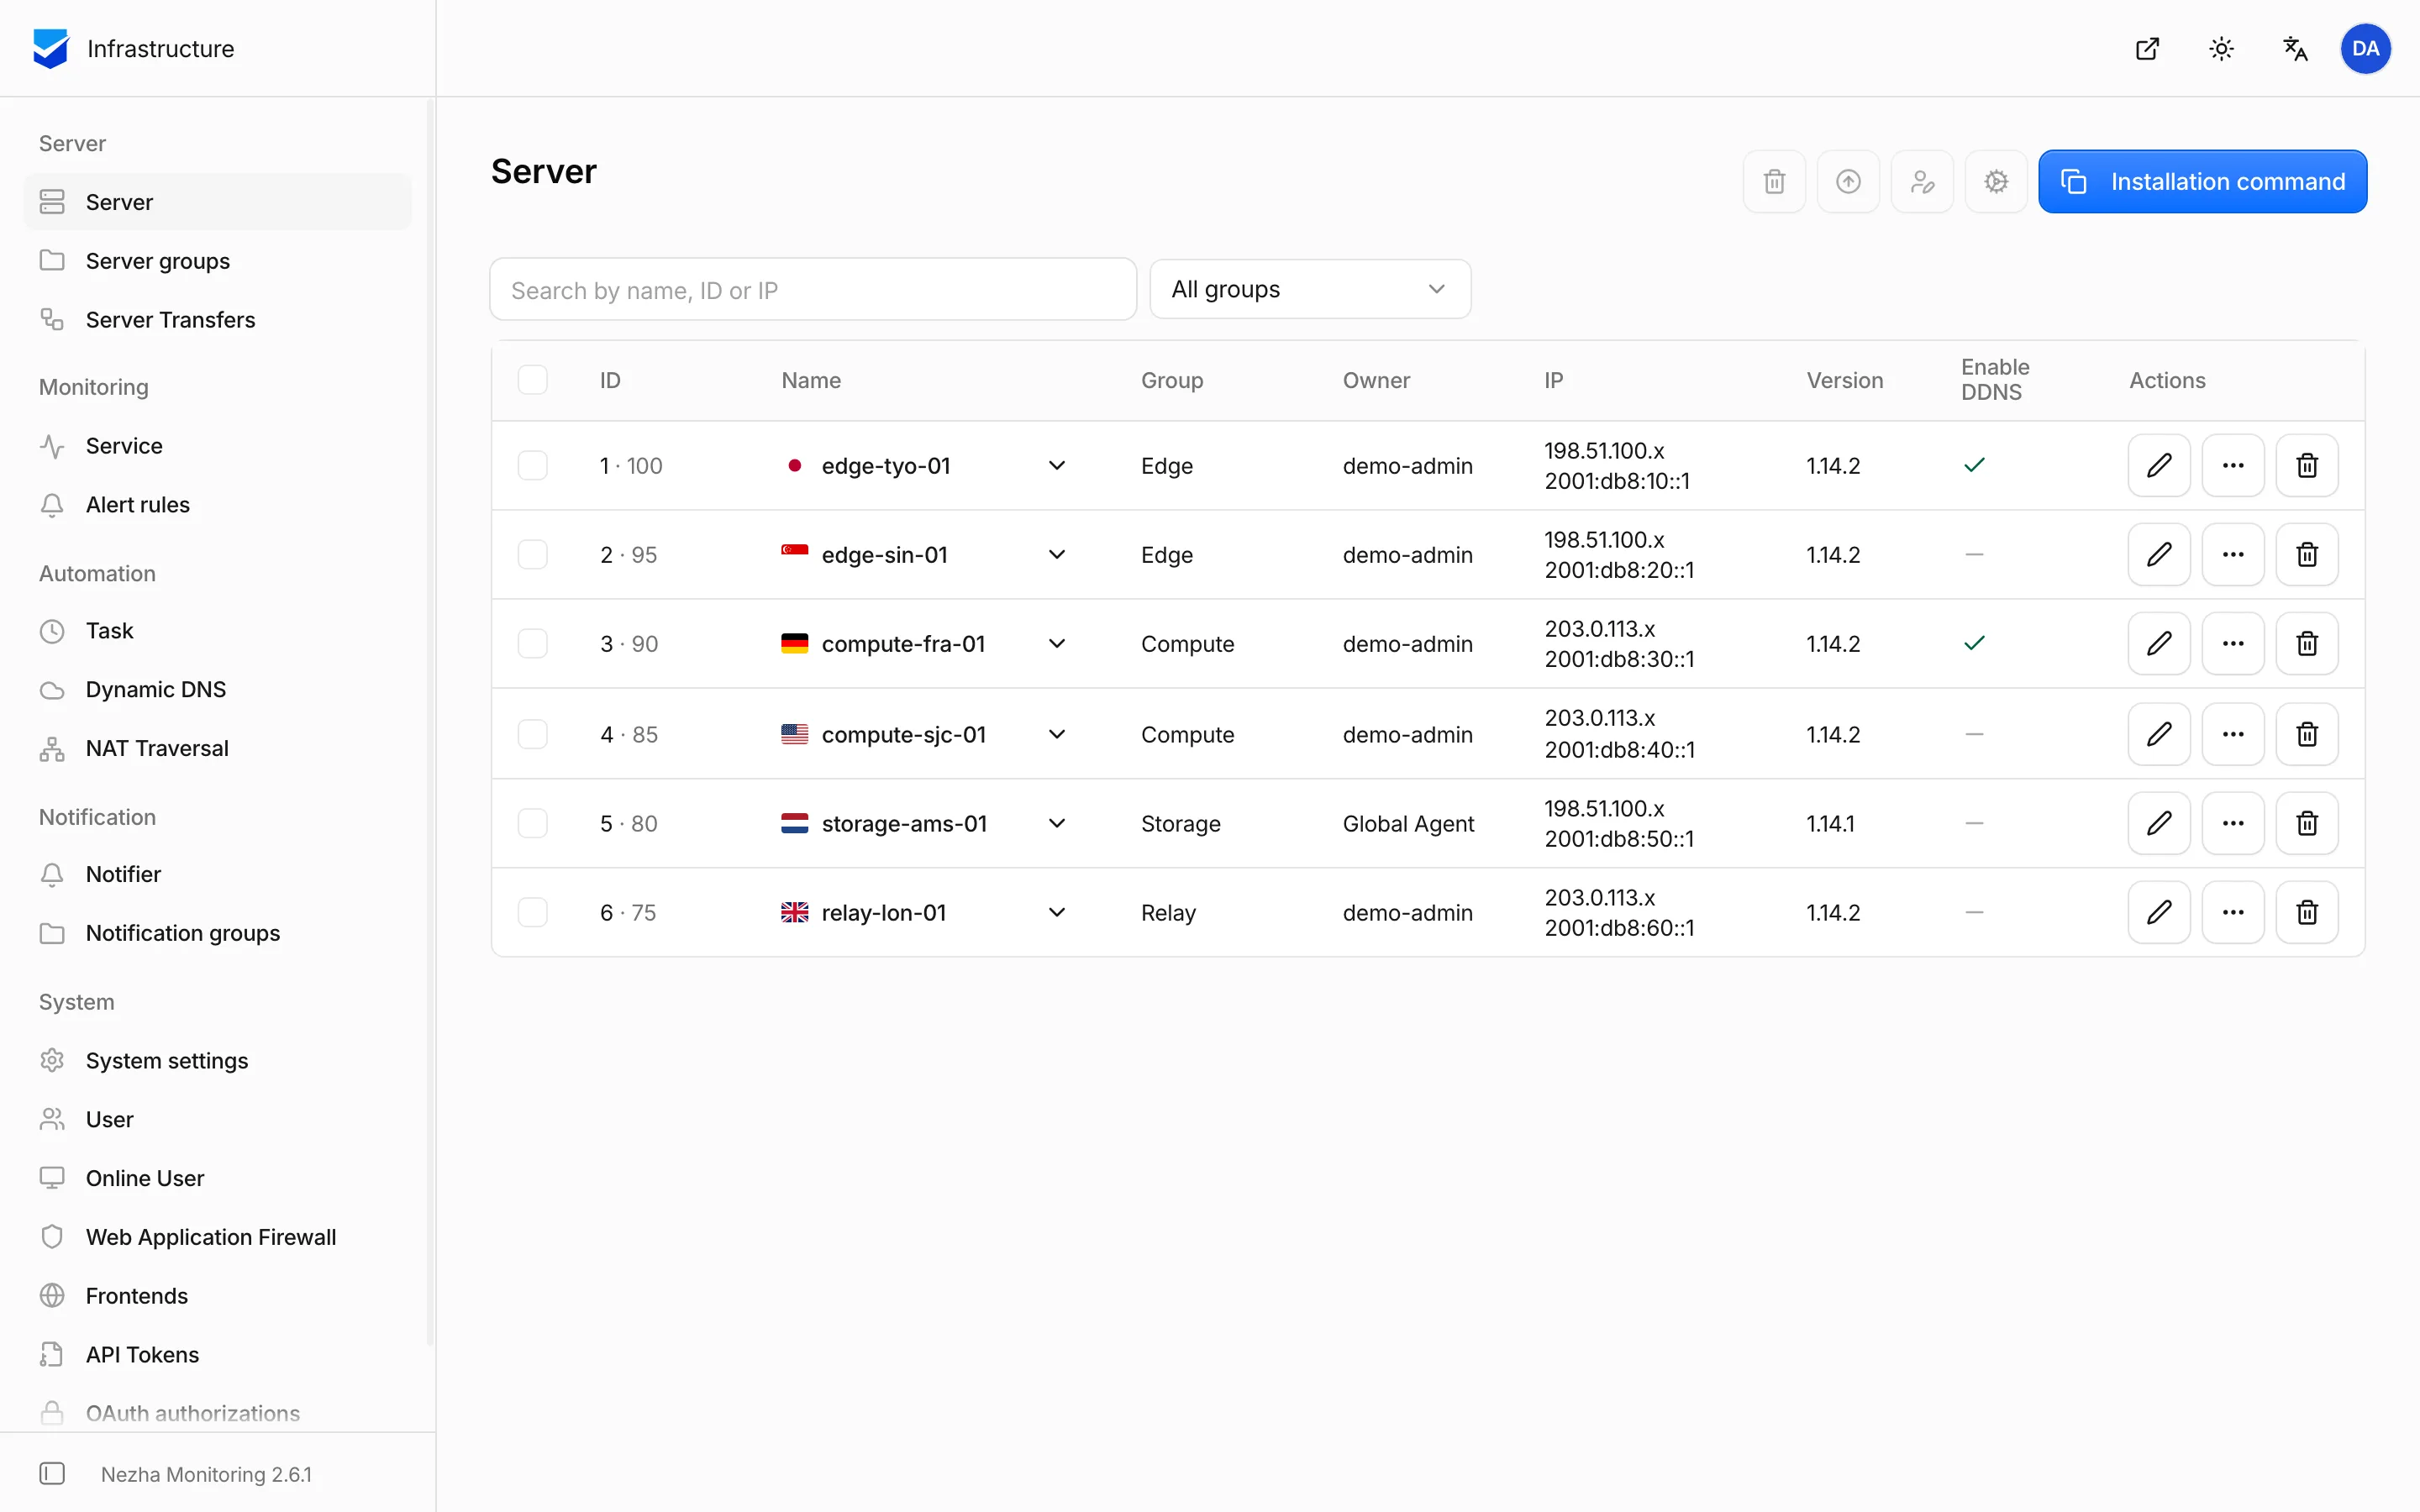 Infrastructure
DA
Server
Server
Server groups
Server Transfers
Monitoring
Service
Alert rules
Automation
Task
Dynamic DNS
NAT Traversal
Notification
Notifier
Notification groups
System
System settings
User
Online User
Web Application Firewall
Frontends
API Tokens
OAuth authorizations
Nezha Monitoring 2.6.1
Server
Installation command
Search by name, ID or IP
All groups
ID Name Group Owner IP Version Enable DDNS Actions
1 · 100 edge-tyo-01 Edge demo-admin 198.51.100.x 1.14.2
2001:db8:10::1
2 · 95 edge-sin-01 Edge demo-admin 198.51.100.x 1.14.2
2001:db8:20::1
3 · 90 compute-fra-01 Compute demo-admin 203.0.113.x 1.14.2
2001:db8:30::1
4 · 85 compute-sjc-01 Compute demo-admin 203.0.113.x 1.14.2
2001:db8:40::1
5 · 80 storage-ams-01 Storage Global Agent 198.51.100.x 1.14.1
2001:db8:50::1
6 · 75 relay-lon-01 Relay demo-admin 203.0.113.x 1.14.2
2001:db8:60::1